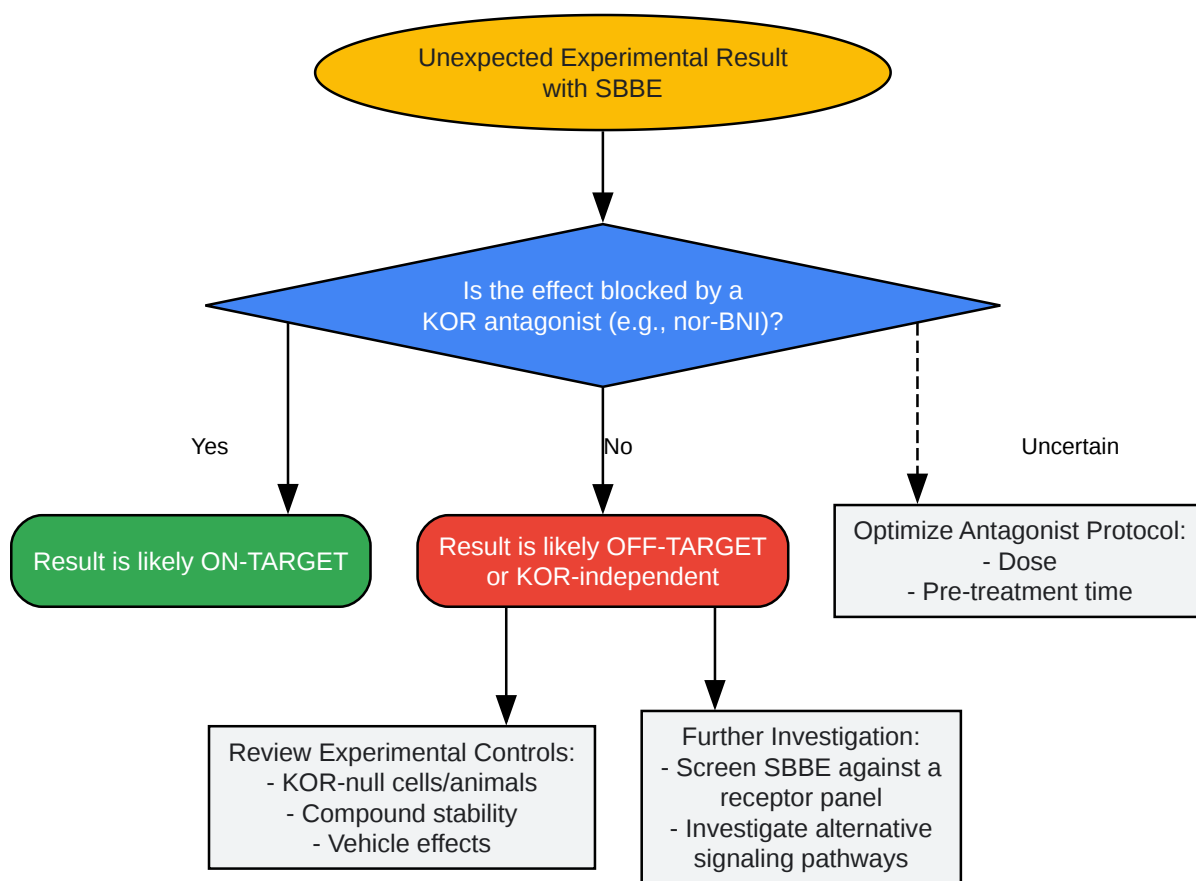 Unexpected Experimental Result
with SBBE
Is the effect blocked by a
KOR antagonist (e.g., nor-BNI)?
Yes
No
Uncertain
Result is likely ON-TARGET
Result is likely OFF-TARGET
or KOR-independent
Optimize Antagonist Protocol:
- Dose
- Pre-treatment time
Review Experimental Controls:
- KOR-null cells/animals
- Compound stability
- Vehicle effects
Further Investigation:
- Screen SBBE against a
receptor panel
- Investigate alternative
signaling pathways